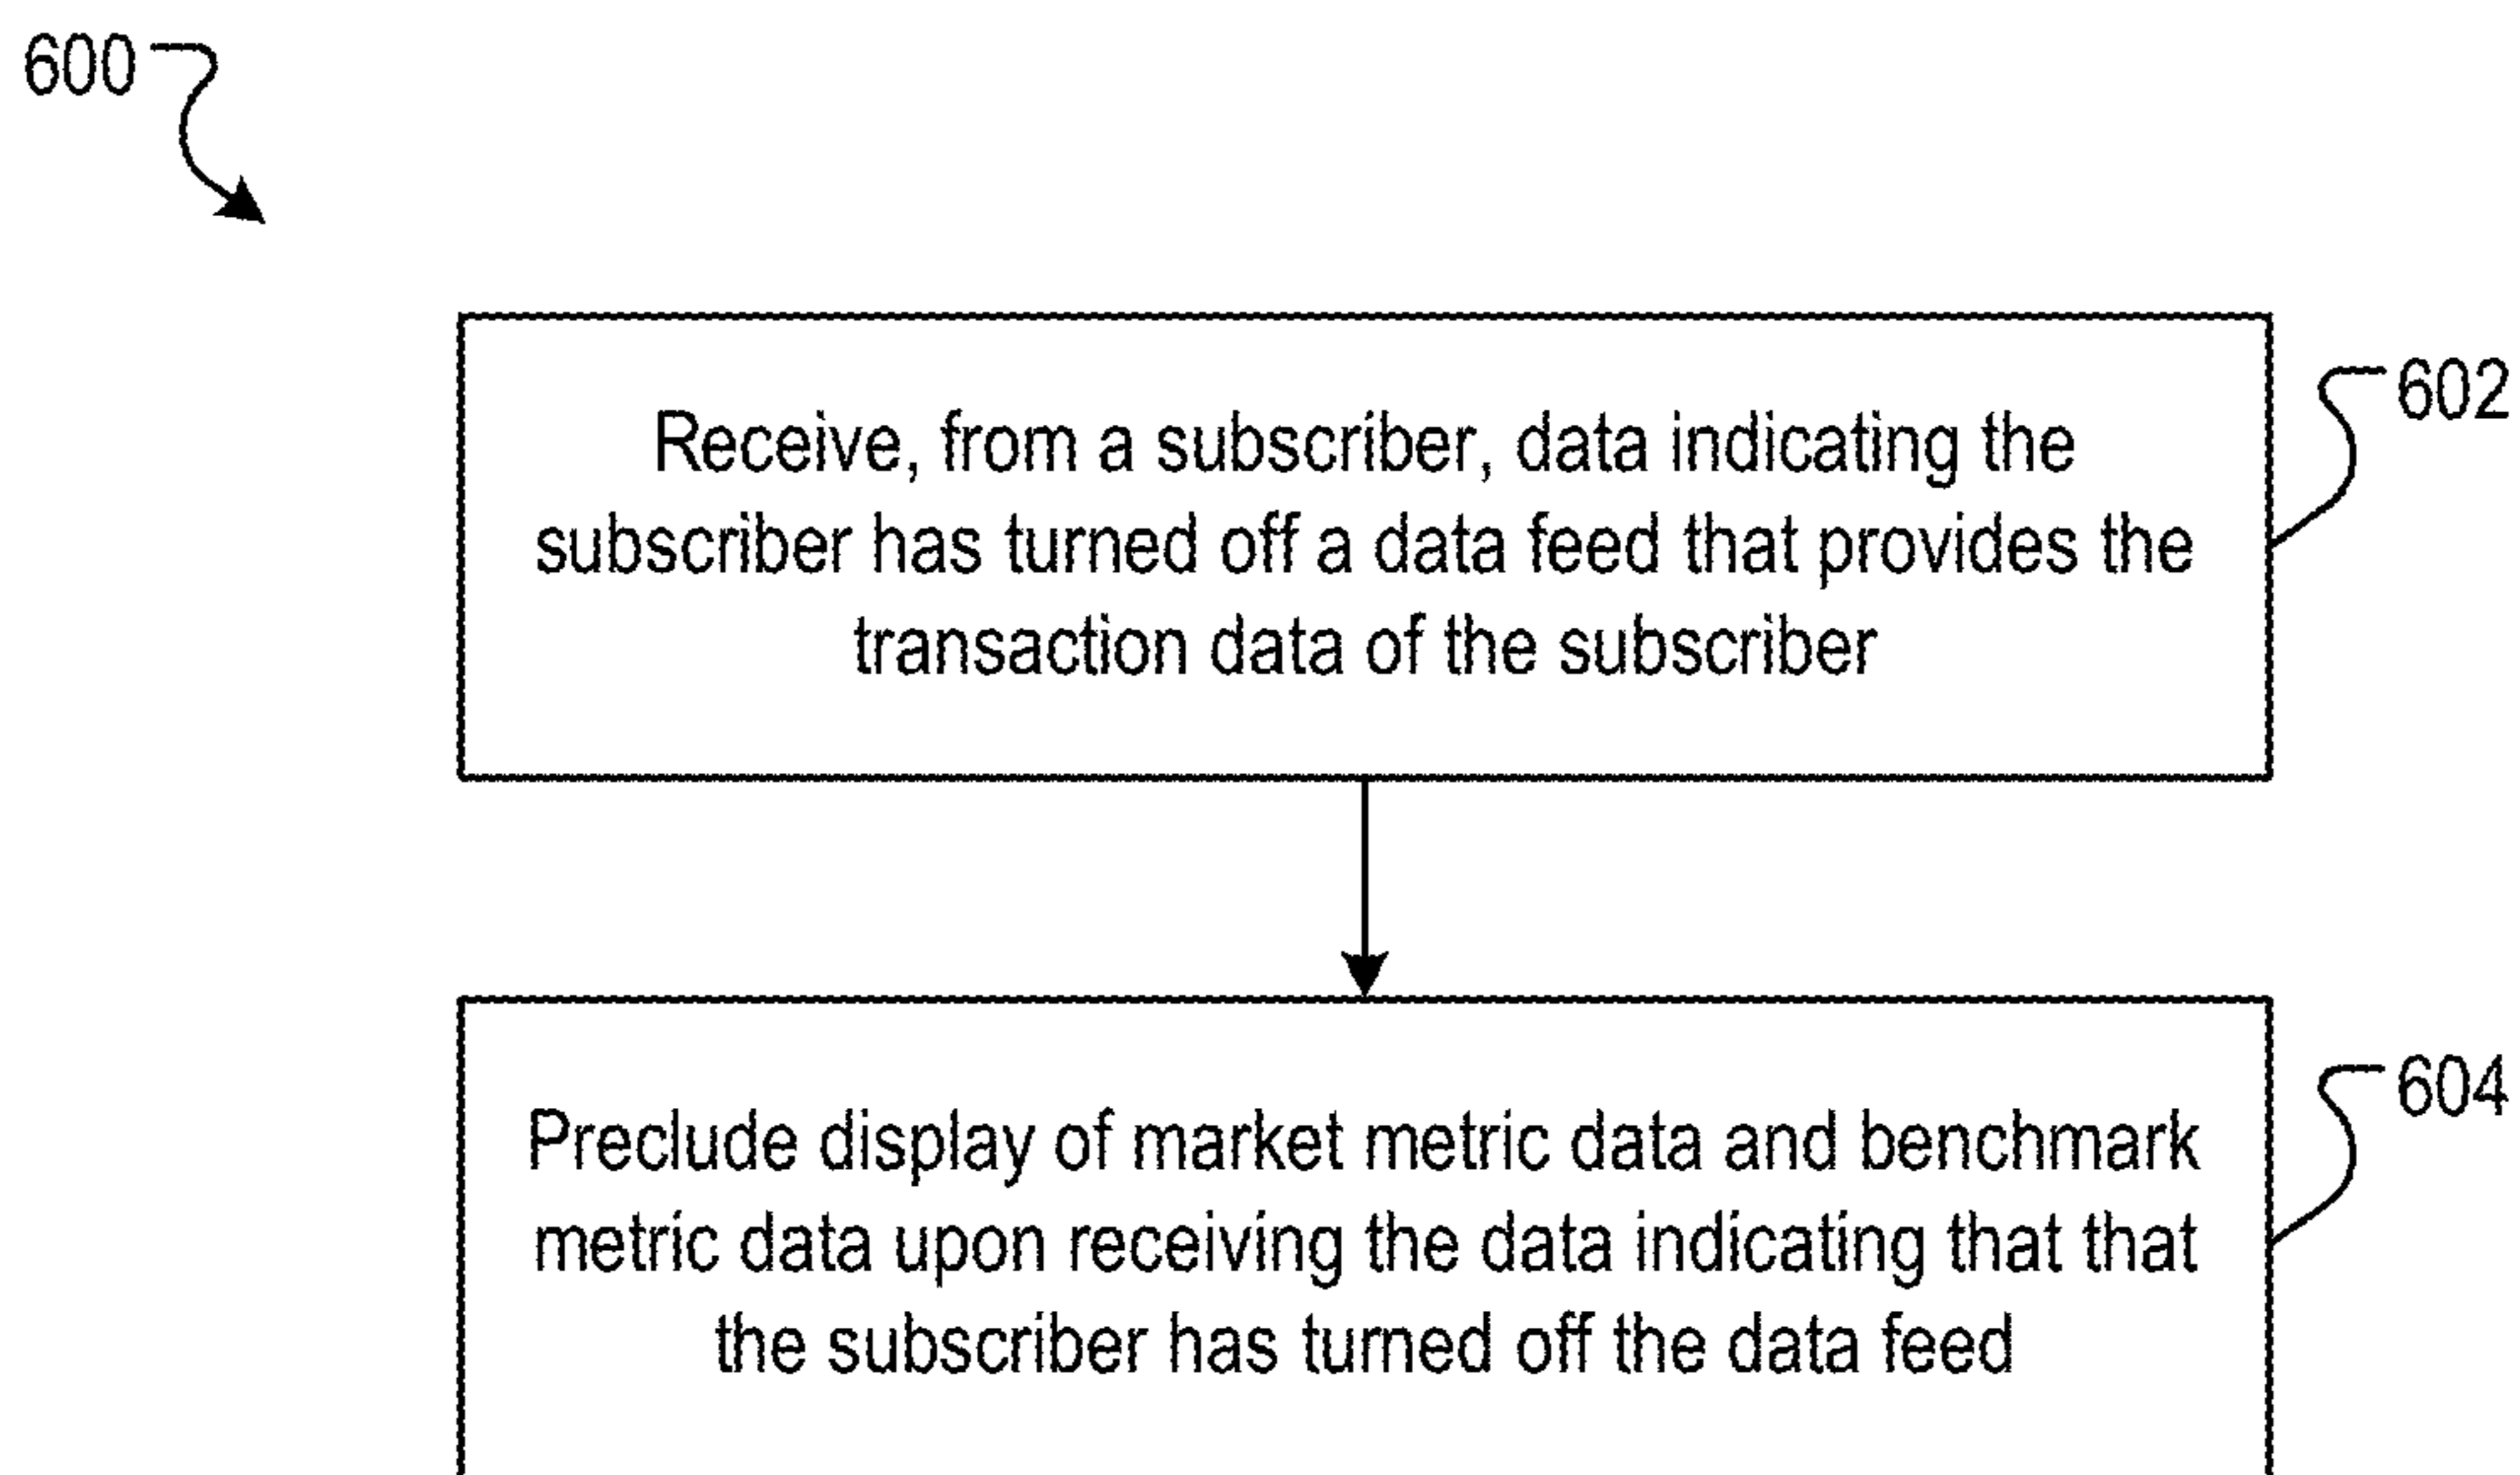 600
602
Receive, from a subscriber, data indicating the
subscriber has turned off a data feed that provides the
transaction data of the subscriber
604
Preclude display of market metric data and benchmark
metric data upon receiving the data indicating that that
the subscriber has turned off the data feed